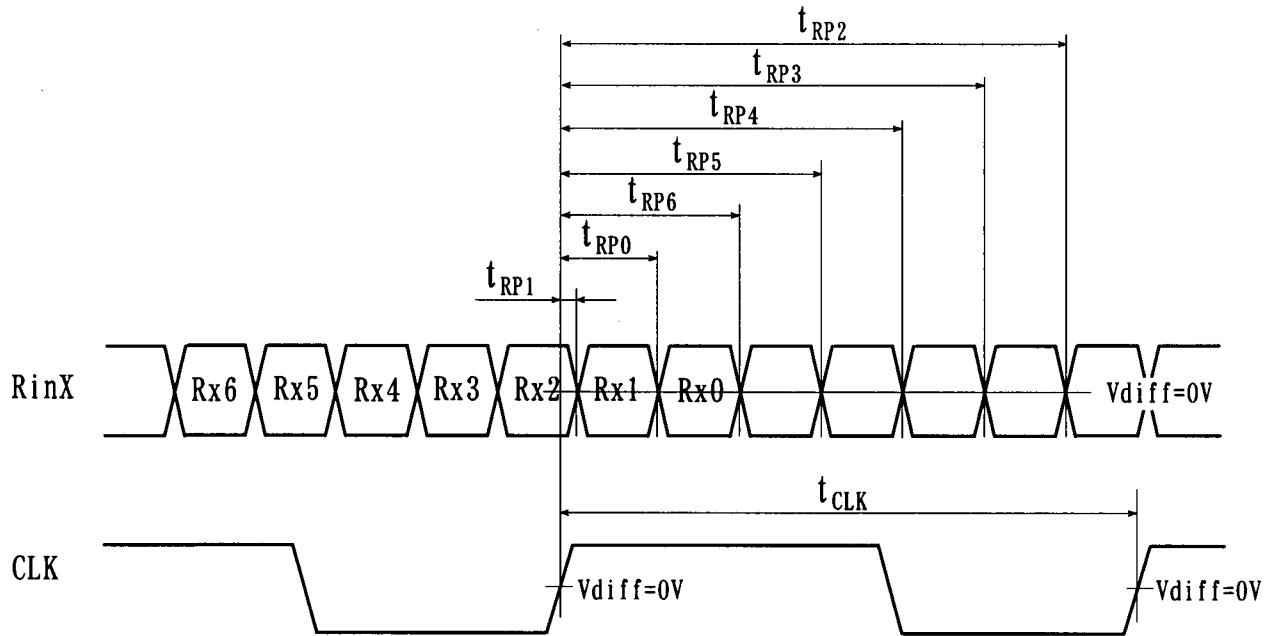 tRP2
tRP3
tRP4
tRP5
tRP6
tRP0
tRP1
RinX Rx6 Rx5 Rx4 Rx3 Rx2 Rx1 Rx0 Vdiff=0V
tCLK
CLK Vdiff=0V Vdiff=0V